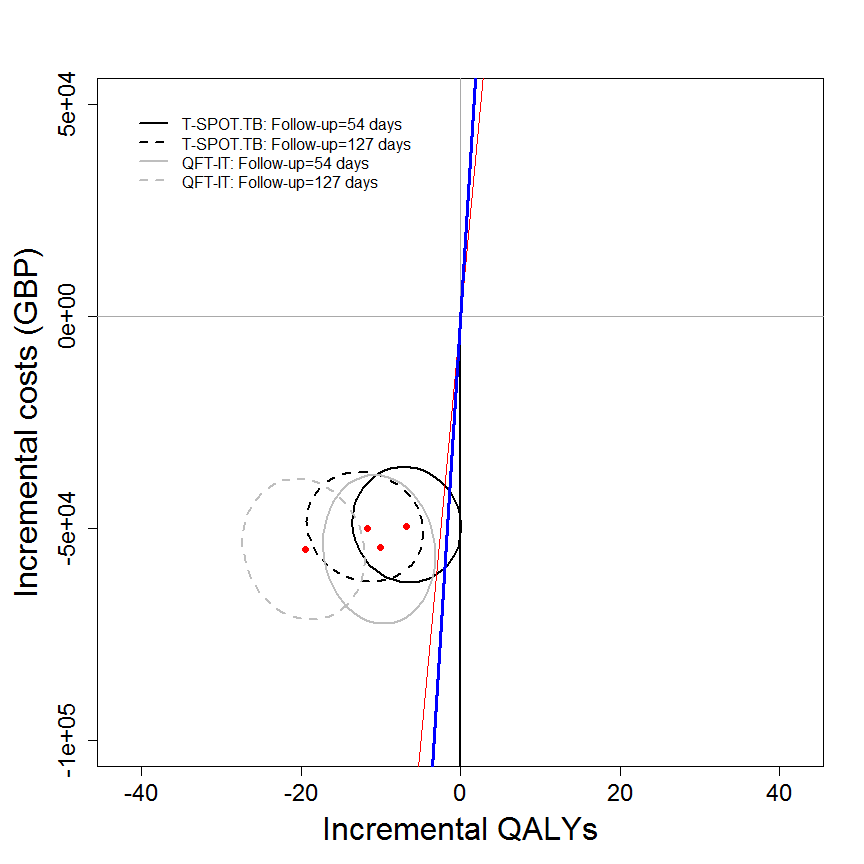 T-SPOT.TB: Follow-up=54 days
T-SPOT.TB: Follow-up=127 days
QFT-IT: Follow-up=54 days
QFT-IT: Follow-up=127 days
Incremental costs (GBP)
5e+04
0e+00
-5e+04
-1e+05
-40 -20 0 20 40
Incremental QALYs